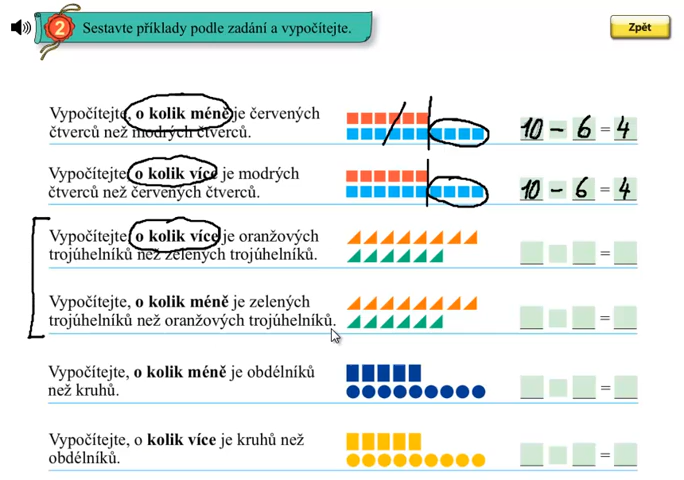 2 Sestavte příklady podle zadání a vypočítejte.
Zpět
Vypočítejte, o kolik méně je červených
čtverců než modrých čtverců.
10 - 6 = 4
Vypočítejte, o kolik více je modrých
čtverců než červených čtverců.
10 - 6 = 4
Vypočítejte, o kolik více je oranžových
trojúhelníků než zelených trojúhelníků.
=
Vypočítejte, o kolik méně je zelených
trojúhelníků než oranžových trojúhelníků.
=
Vypočítejte, o kolik méně je obdélníků
než kruhů.
=
Vypočítejte, o kolik více je kruhů než
obdélníků.
=